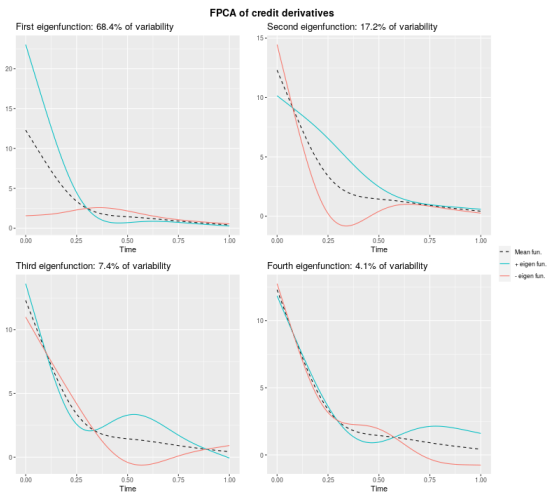 FPCA of credit derivatives
First eigenfunction: 68.4% of variability
20
15
10
5
0
0.00 0.25 0.50 0.75 1.00
Time
Second eigenfunction: 17.2% of variability
15
10
5
0
0.00 0.25 0.50 0.75 1.00
Time
Mean fun.
+ eigen fun.
- eigen fun.
Third eigenfunction: 7.4% of variability
10
5
0
0.00 0.25 0.50 0.75 1.00
Time
Fourth eigenfunction: 4.1% of variability
10
5
0
0.00 0.25 0.50 0.75 1.00
Time